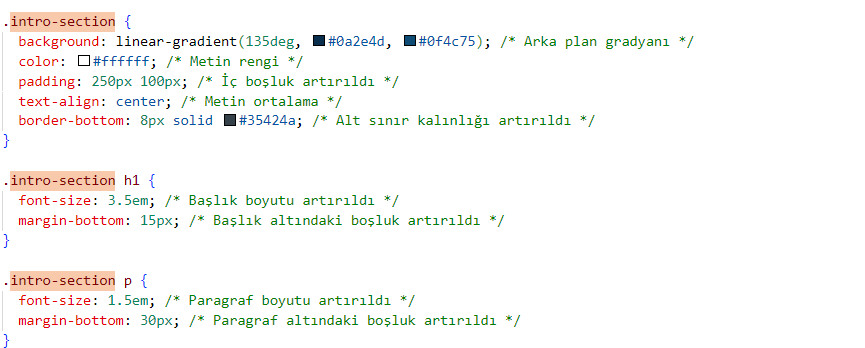 .intro-section {
background: linear-gradient(135deg, #0a2e4d, #0f4c75); /* Arka plan gradyanı */
color: #ffffff; /* Metin rengi */
padding: 250px 100px; /* İç boşluk artırıldı */
text-align: center; /* Metin ortalama */
border-bottom: 8px solid #35424a; /* Alt sınır kalınlığı artırıldı */
}
.intro-section h1 {
font-size: 3.5em; /* Başlık boyutu artırıldı */
margin-bottom: 15px; /* Başlık altındaki boşluk artırıldı */
}
.intro-section p {
font-size: 1.5em; /* Paragraf boyutu artırıldı */
margin-bottom: 30px; /* Paragraf altındaki boşluk artırıldı */
}